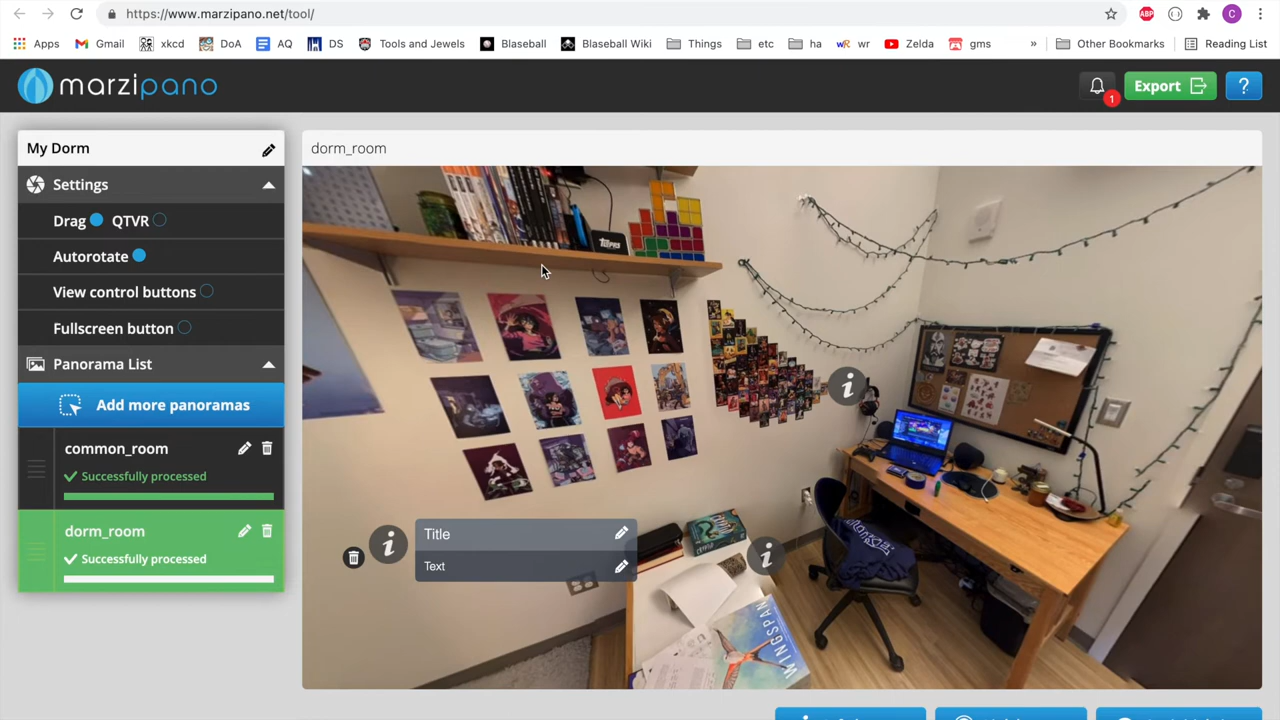 https://www.marzipano.net/tool/
ABP
C
Apps Gmail xkcd DoA AQ DS Tools and Jewels Blaseball Blaseball Wiki Things etc ha wR wr Zelda gms » Other Bookmarks Reading List
marzipano
1
Export
?
My Dorm
dorm_room
Settings
Drag QTVR
Autorotate
View control buttons
Fullscreen button
Panorama List
Add more panoramas
common_room
Successfully processed
dorm_room
Successfully processed
Title
Text
WINGSPAN